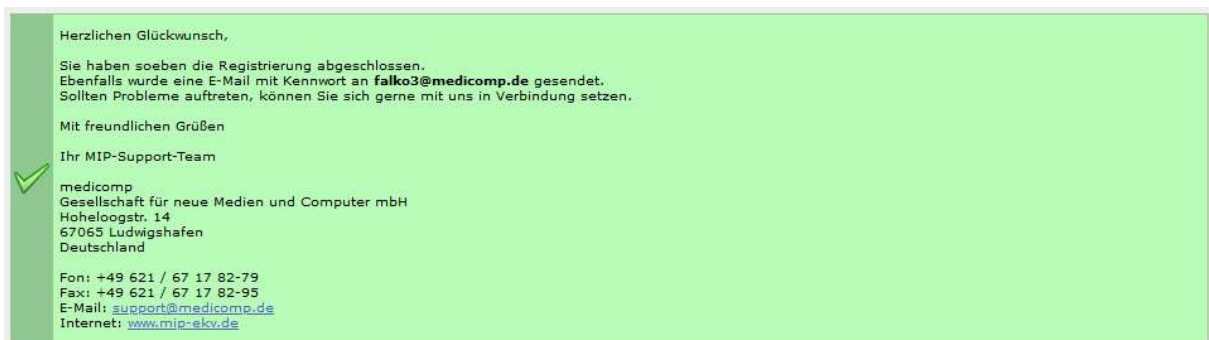 Herzlichen Glückwunsch,
Sie haben soeben die Registrierung abgeschlossen.
Ebenfalls wurde eine E-Mail mit Kennwort an falko3@medicomp.de gesendet.
Sollten Probleme auftreten, können Sie sich gerne mit uns in Verbindung setzen.
Mit freundlichen Grüßen
Ihr MIP-Support-Team
medicomp
Gesellschaft für neue Medien und Computer mbH
Hoheloogstr. 14
67065 Ludwigshafen
Deutschland
Fon: +49 621 / 67 17 82-79
Fax: +49 621 / 67 17 82-95
E-Mail: support@medicomp.de
Internet: www.mip-ekv.de